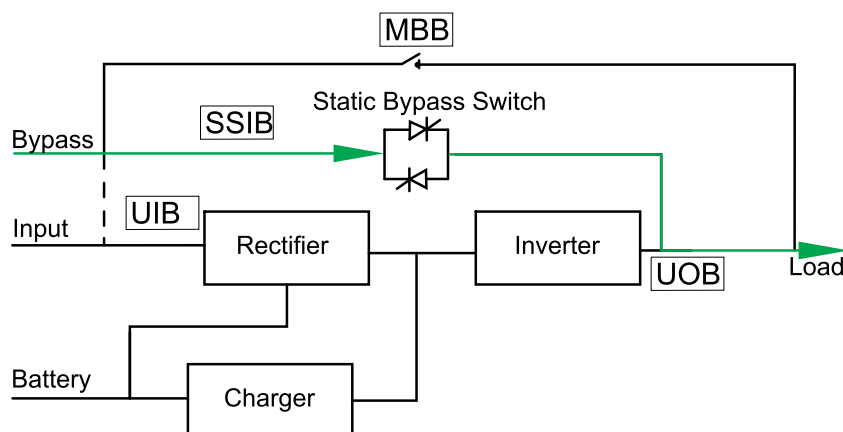 MBB
Static Bypass Switch
SSIB
Bypass
UIB
Input
Rectifier
Inverter
UOB
Load
Battery
Charger